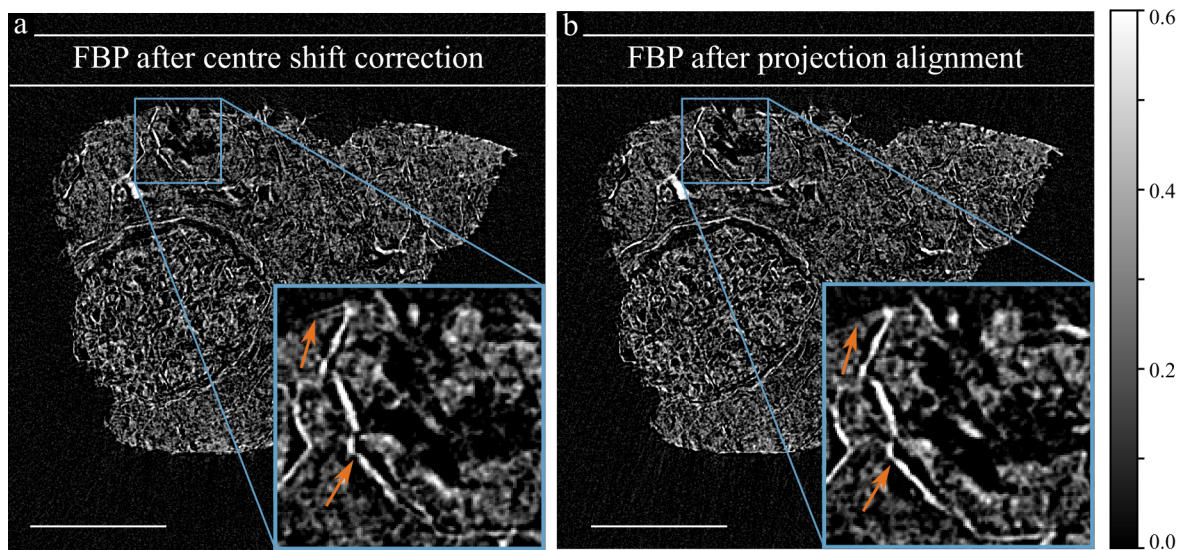 a
FBP after centre shift correction
b
FBP after projection alignment
0.6
0.4
0.2
0.0